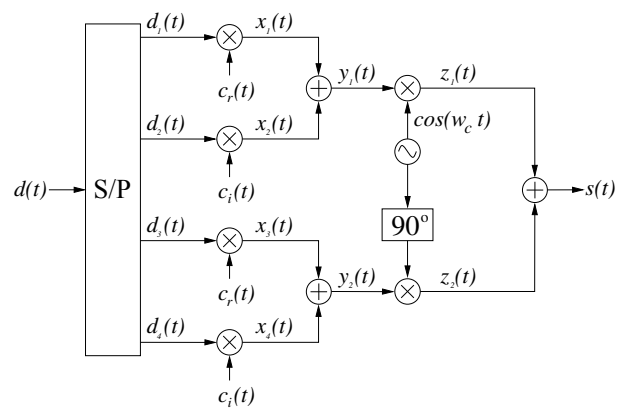 d₁(t) x₁(t)
c_r(t) y₁(t) z₁(t)
d₂(t) x₂(t) cos(w_c t)
d(t) S/P c_i(t) s(t)
90°
d₃(t) x₃(t)
c_r(t) y₂(t) z₂(t)
d₄(t) x₄(t)
c_i(t)